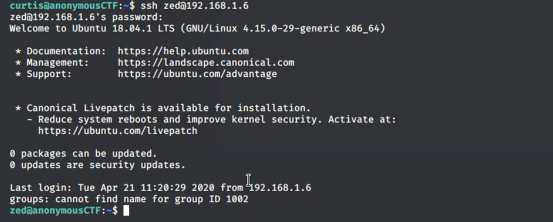 curtis@anonymousCTF:~$ ssh zed@192.168.1.6
zed@192.168.1.6's password:
Welcome to Ubuntu 18.04.1 LTS (GNU/Linux 4.15.0-29-generic x86_64)
* Documentation: https://help.ubuntu.com
* Management: https://landscape.canonical.com
* Support: https://ubuntu.com/advantage
* Canonical Livepatch is available for installation.
- Reduce system reboots and improve kernel security. Activate at:
https://ubuntu.com/livepatch
0 packages can be updated.
0 updates are security updates.
Last login: Tue Apr 21 11:20:29 2020 from 192.168.1.6
groups: cannot find name for group ID 1002
zed@anonymousCTF:~$